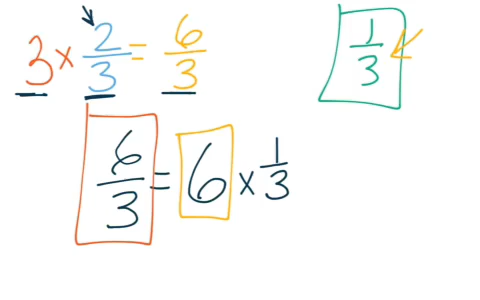 3 × 2/3 = 6/3
1/3
6/3 = 6 × 1/3